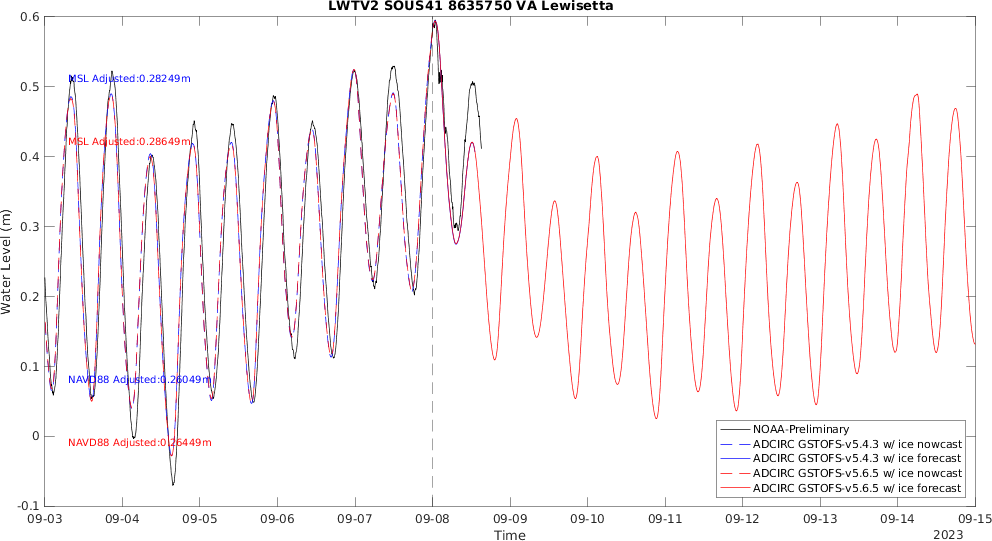 LWTV2 SOUS41 8635750 VA Lewisetta
0.6
0.5
0.4
0.3
0.2
0.1
0
-0.1
Water Level (m)
MSL Adjusted:0.28249m
MSL Adjusted:0.28649m
NAVD88 Adjusted:0.26049m
NAVD88 Adjusted:0.26449m
NOAA-Preliminary
ADCIRC GSTOFS-v5.4.3 w/ ice nowcast
ADCIRC GSTOFS-v5.4.3 w/ ice forecast
ADCIRC GSTOFS-v5.6.5 w/ ice nowcast
ADCIRC GSTOFS-v5.6.5 w/ ice forecast
09-03 09-04 09-05 09-06 09-07 09-08 09-09 09-10 09-11 09-12 09-13 09-14 09-15
Time
2023